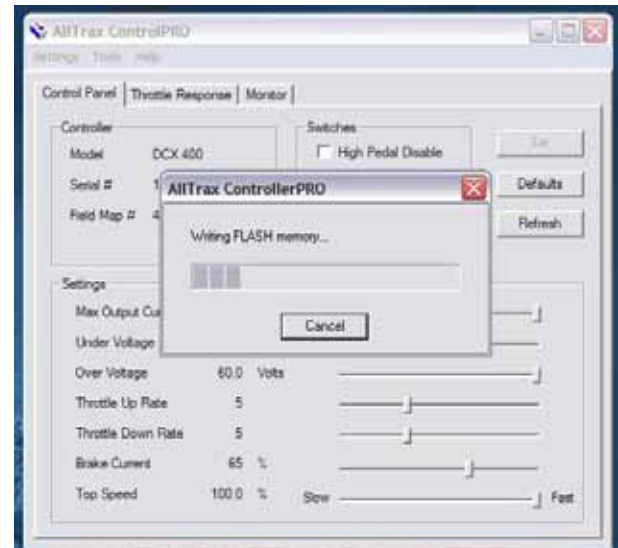 AllTrax ControlPRO
Settings Tools Help
Control Panel Throttle Response Monitor
Controller
Model DCX 400
Serial # 1
Field Map # 4
Switches
High Pedal Disable
Set
Defaults
Refresh
AllTrax ControllerPRO
Writing FLASH memory...
Cancel
Settings
Max Output Cu
Under Voltage
Over Voltage 60.0 Volts
Throttle Up Rate 5
Throttle Down Rate 5
Brake Current 65 %
Top Speed 100.0 % Slow Fast